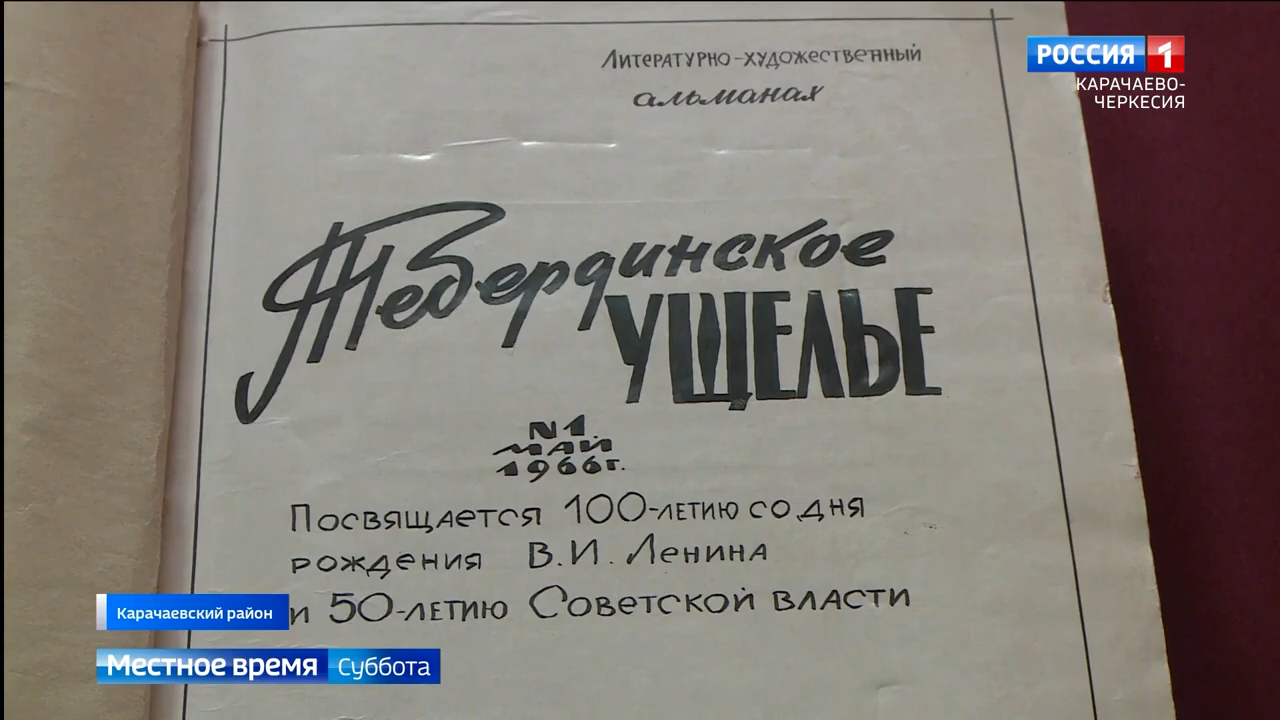 Литературно-художественный
альманах
РОССИЯ 1
КАРАЧАЕВО-
ЧЕРКЕСИЯ
Тебердинское
УЩЕЛЬЕ
N1.
МАЙ
1966г.
Посвящается 100-летию со дня
рождения В.И. Ленина
и 50-летию Советской власти
Карачаевский район
Местное время Суббота